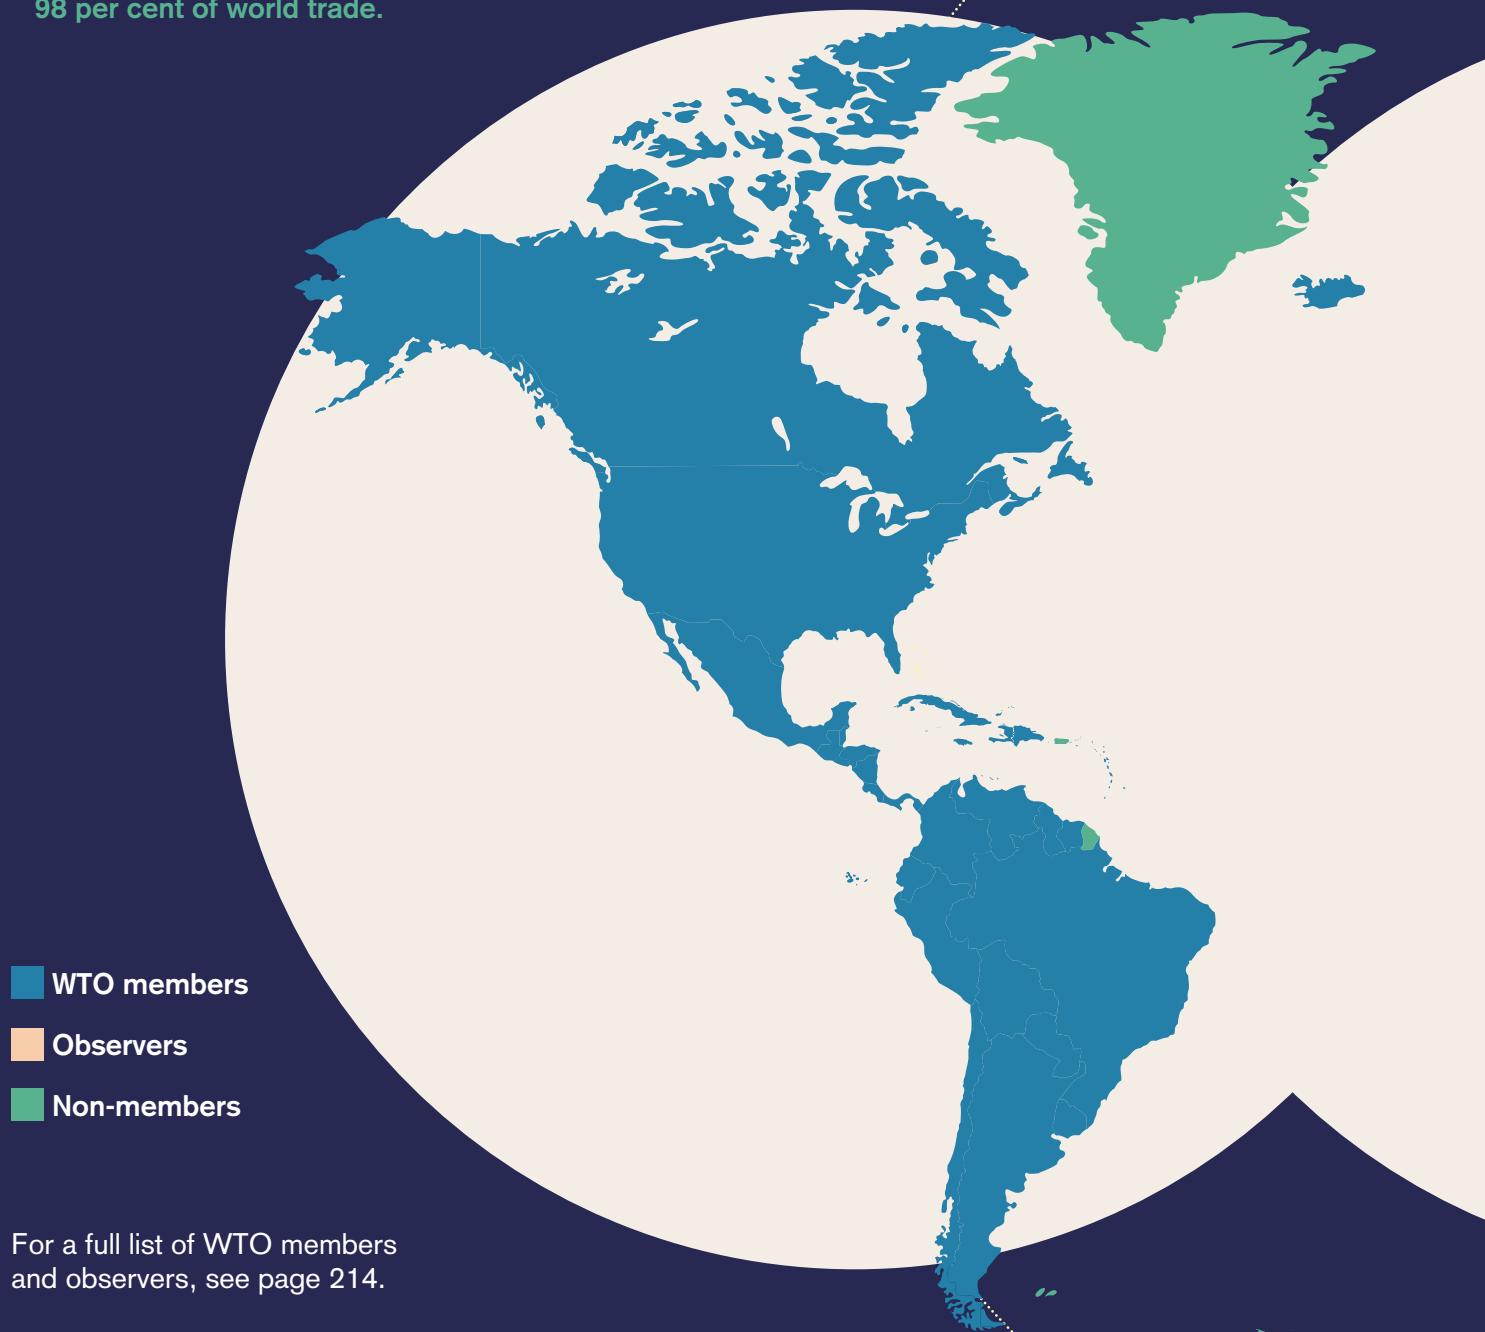 98 per cent of world trade.
WTO members
Observers
Non-members
For a full list of WTO members
and observers, see page 214.